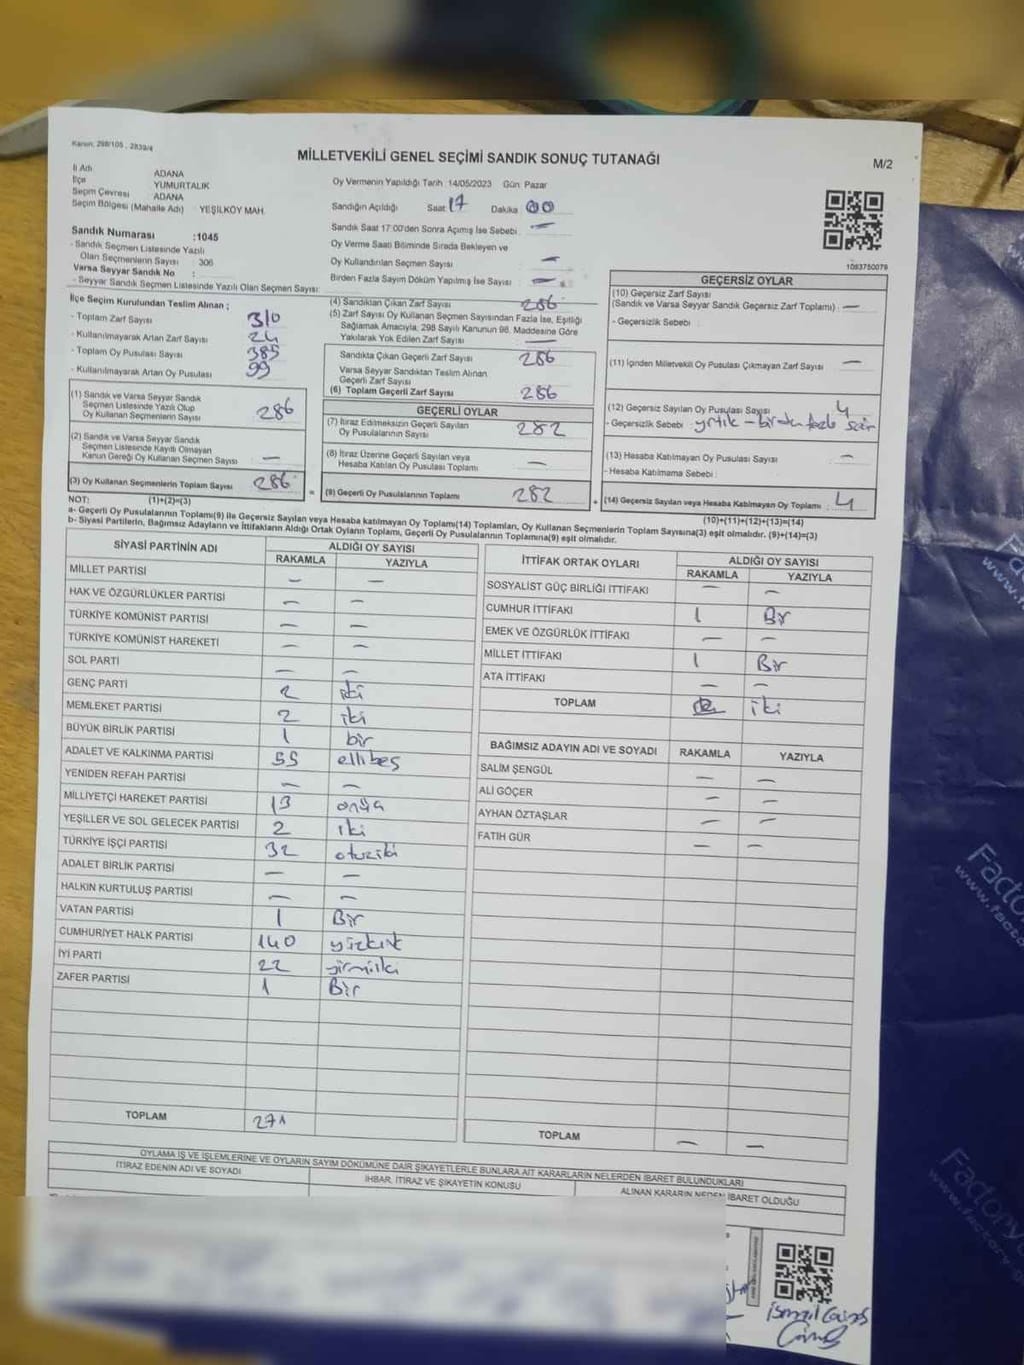 Kanun, 298/105 , 2839/4
MİLLETVEKİLİ GENEL SEÇİMİ SANDIK SONUÇ TUTANAĞI
M/2
İl Adı ADANA
İlçe YUMURTALIK
Seçim Çevresi ADANA
Seçim Bölgesi (Mahalle Adı) YEŞİLKÖY MAH.
Sandık Numarası :1045
- Sandık Seçmen Listesinde Yazılı
Olan Seçmenlerin Sayısı 306
Varsa Seyyar Sandık No :
- Seyyar Sandık Seçmen Listesinde Yazılı Olan Seçmen Sayısı:
Oy Vermenin Yapıldığı Tarih 14/05/2023 Gün: Pazar
Sandığın Açıldığı Saat: 17 Dakika 00
Sandık Saat 17:00'den Sonra Açımış İse Sebebi : —
Oy Verme Saati Bitiminde Sırada Bekleyen ve
Oy Kullandırılan Seçmen Sayısı —
Birden Fazla Sayım Döküm Yapılmış İse Sayısı —
1093750079
İlçe Seçim Kurulundan Teslim Alınan ;
- Toplam Zarf Sayısı 310
- Kullanılmayarak Artan Zarf Sayısı 24
- Toplam Oy Pusulası Sayısı 385
- Kullanılmayarak Artan Oy Pusulası 99
(1) Sandık ve Varsa Seyyar Sandık
Seçmen Listesinde Yazılı Olup
Oy Kullanan Seçmenlerin Sayısı 286
(2) Sandık ve Varsa Seyyar Sandık
Seçmen Listesinde Kaydı Olmayan
Kanun Gereği Oy Kullanan Seçmen Sayısı —
(3) Oy Kullanan Seçmenlerin Toplam Sayısı 286
(4) Sandıktan Çıkan Zarf Sayısı 286
(5) Zarf Sayısı Oy Kullanan Seçmen Sayısından Fazla İse, Eşitliği
Sağlamak Amacıyla, 298 Sayılı Kanunun 98. Maddesine Göre
Yakılarak Yok Edilen Zarf Sayısı —
Sandıkta Çıkan Geçerli Zarf Sayısı 286
Varsa Seyyar Sandıktan Teslim Alınan
Geçerli Zarf Sayısı
(6) Toplam Geçerli Zarf Sayısı 286
GEÇERLİ OYLAR
(7) İtiraz Edilmeksizin Geçerli Sayılan
Oy Pusulalarının Sayısı 282
(8) İtiraz Üzerine Geçerli Sayılan veya
Hesaba Katılan Oy Pusulası Toplamı —
= (9) Geçerli Oy Pusulalarının Toplamı 282
GEÇERSİZ OYLAR
(10) Geçersiz Zarf Sayısı
(Sandık ve Varsa Seyyar Sandık Geçersiz Zarf Toplamı) : —
- Geçersizlik Sebebi :
(11) İçinden Milletvekili Oy Pusulası Çıkmayan Zarf Sayısı —
(12) Geçersiz Sayılan Oy Pusulası Sayısı 4
- Geçersizlik Sebebi : yrtık - birden fazla
(13) Hesaba Katılmayan Oy Pusulası Sayısı —
- Hesaba Katılmama Sebebi :
+ (14) Geçersiz Sayılan veya Hesaba Katılmayan Oy Toplamı : 4
NOT: (1)+(2)=(3)
(10)+(11)+(12)+(13)=(14)
a- Geçerli Oy Pusulalarının Toplamı(9) ile Geçersiz Sayılan veya Hesaba katılmayan Oy Toplamı(14) Toplamları, Oy Kullanan Seçmenlerin Toplam Sayısına(3) eşit olmalıdır. (9)+(14)=(3)
b- Siyasi Partilerin, Bağımsız Adayların ve İttifakların Aldığı Ortak Oyların Toplamı, Geçerli Oy Pusulalarının Toplamına(9) eşit olmalıdır.
SİYASİ PARTİNİN ADI ALDIĞI OY SAYISI
RAKAMLA YAZIYLA
MİLLET PARTİSİ — —
HAK VE ÖZGÜRLÜKLER PARTİSİ — —
TÜRKİYE KOMÜNİST PARTİSİ — —
TÜRKİYE KOMÜNİST HAREKETİ — —
SOL PARTİ — —
GENÇ PARTİ 2 iki
MEMLEKET PARTİSİ 2 iki
BÜYÜK BİRLİK PARTİSİ 1 bir
ADALET VE KALKINMA PARTİSİ 55 ellibeş
YENİDEN REFAH PARTİSİ — —
MİLLİYETÇİ HAREKET PARTİSİ 13 onüç
YEŞİLLER VE SOL GELECEK PARTİSİ 2 iki
TÜRKİYE İŞÇİ PARTİSİ 32 otuziki
ADALET BİRLİK PARTİSİ — —
HALKIN KURTULUŞ PARTİSİ — —
VATAN PARTİSİ 1 Bir
CUMHURİYET HALK PARTİSİ 140 yüzkırk
İYİ PARTİ 22 yirmiiki
ZAFER PARTİSİ 1 Bir
TOPLAM 271
İTTİFAK ORTAK OYLARI ALDIĞI OY SAYISI
RAKAMLA YAZIYLA
SOSYALİST GÜÇ BİRLİĞİ İTTİFAKI — —
CUMHUR İTTİFAKI 1 Bir
EMEK VE ÖZGÜRLÜK İTTİFAKI — —
MİLLET İTTİFAKI 1 Bir
ATA İTTİFAKI — —
TOPLAM iki
BAĞIMSIZ ADAYIN ADI VE SOYADI RAKAMLA YAZIYLA
SALİM ŞENGÜL — —
ALİ GÖÇER — —
AYHAN ÖZTAŞLAR — —
FATIH GÜR — —
TOPLAM — —
OYLAMA İŞ VE İŞLEMLERİNE VE OYLARIN SAYIM DÖKÜMÜNE DAİR ŞİKAYETLERLE BUNLARA AİT KARARLARIN NELERDEN İBARET BULUNDUKLARI
İTİRAZ EDENİN ADI VE SOYADI İHBAR, İTİRAZ VE ŞİKAYETİN KONUSU ALINAN KARARIN NEDEN İBARET OLDUĞU
İsmail Güneş
Factory
www.facto
Factory
www.factory